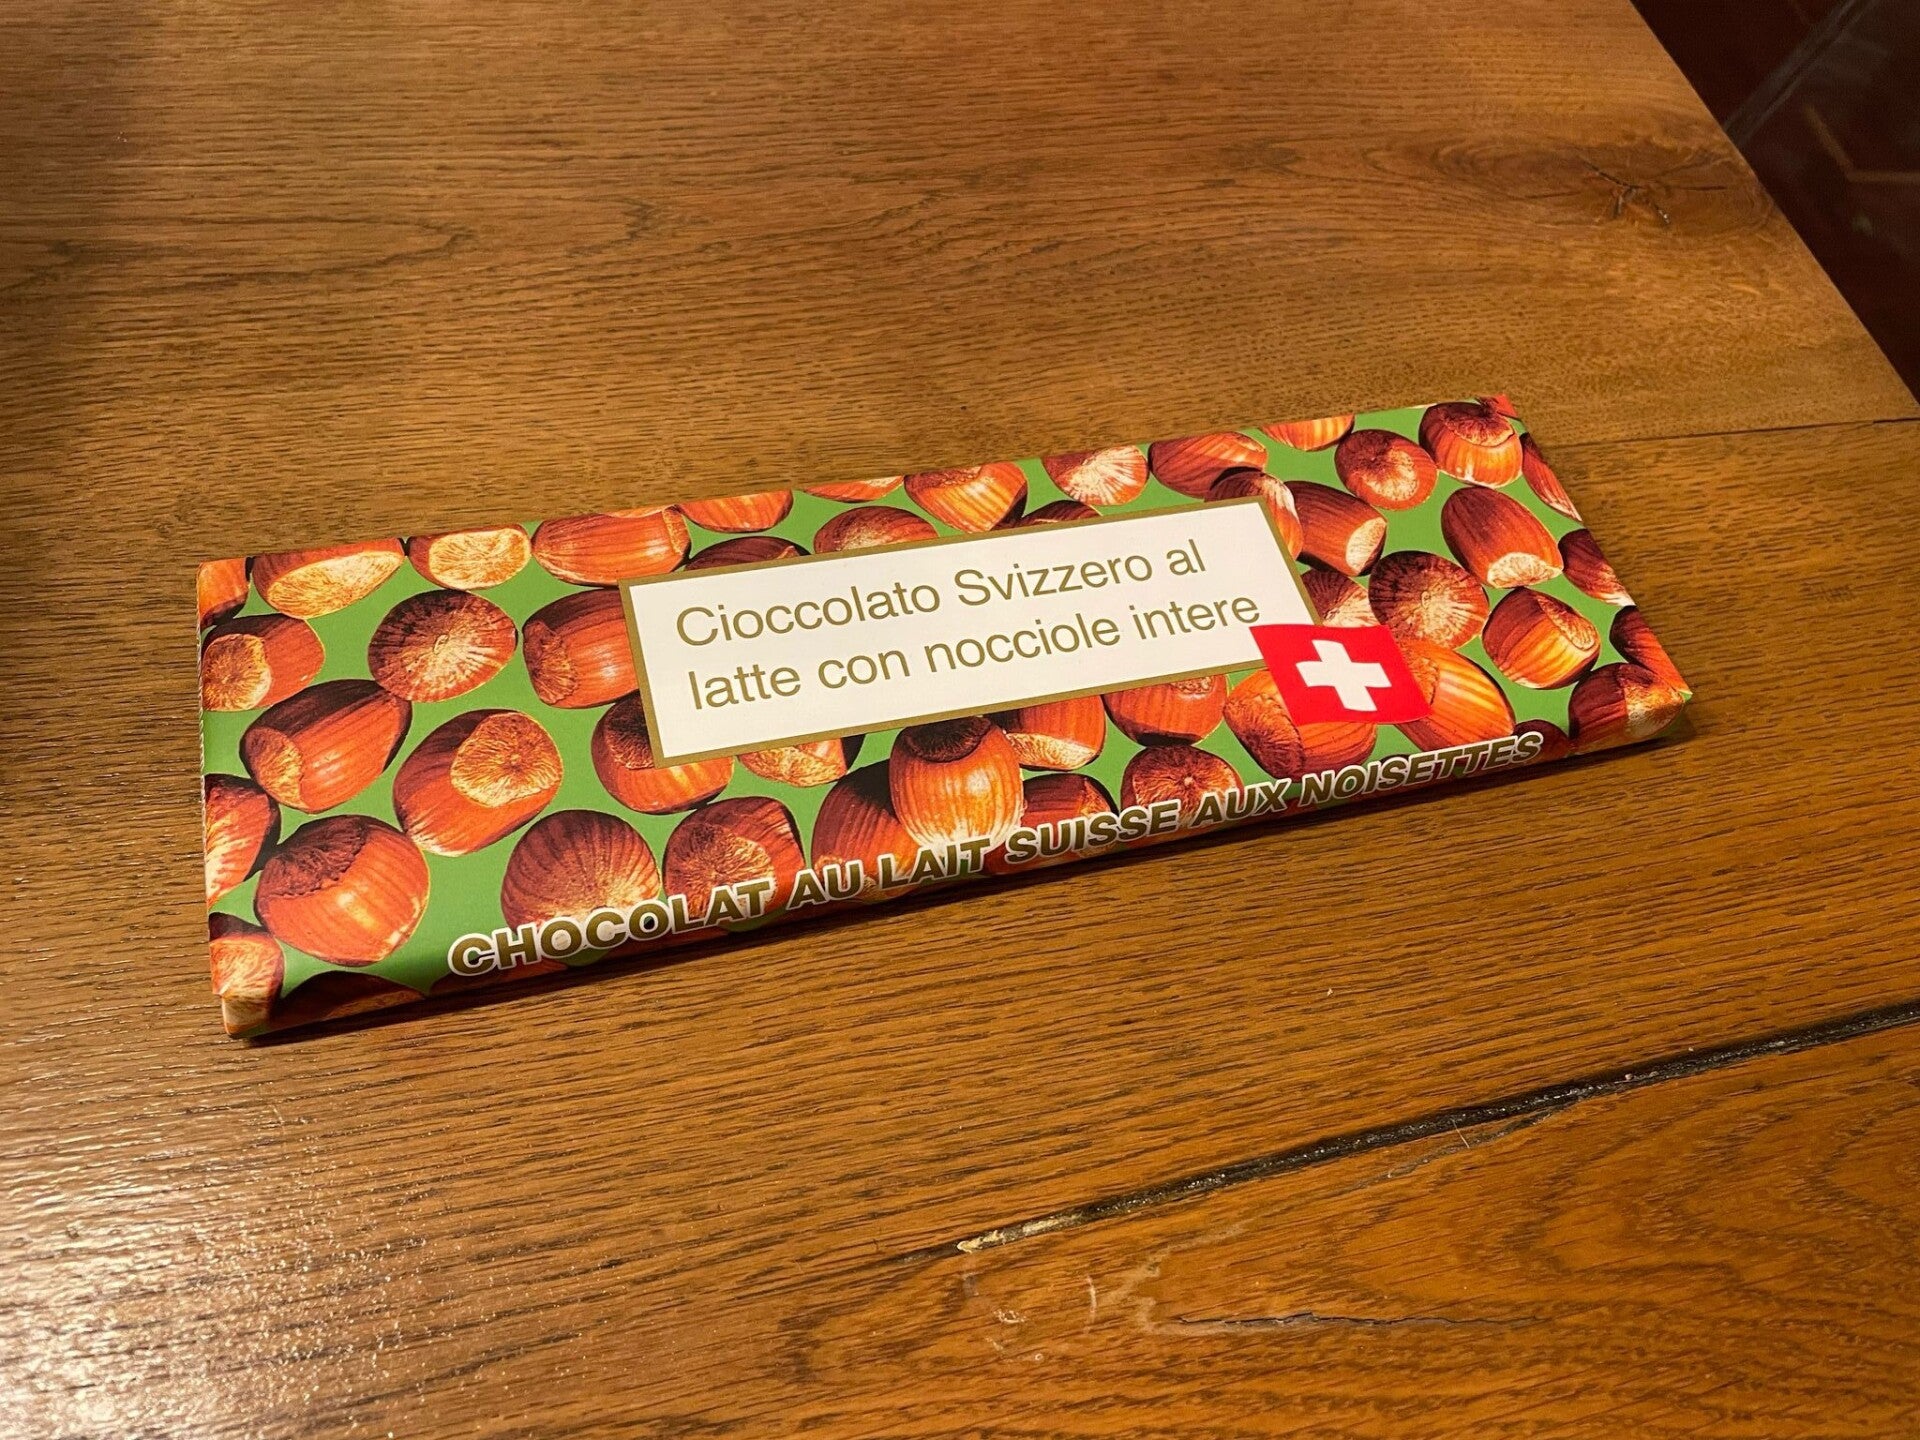 Cioccolato Svizzero al
latte con nocciole intere
CHOCOLAT AU LAIT SUISSE AUX NOISETTES